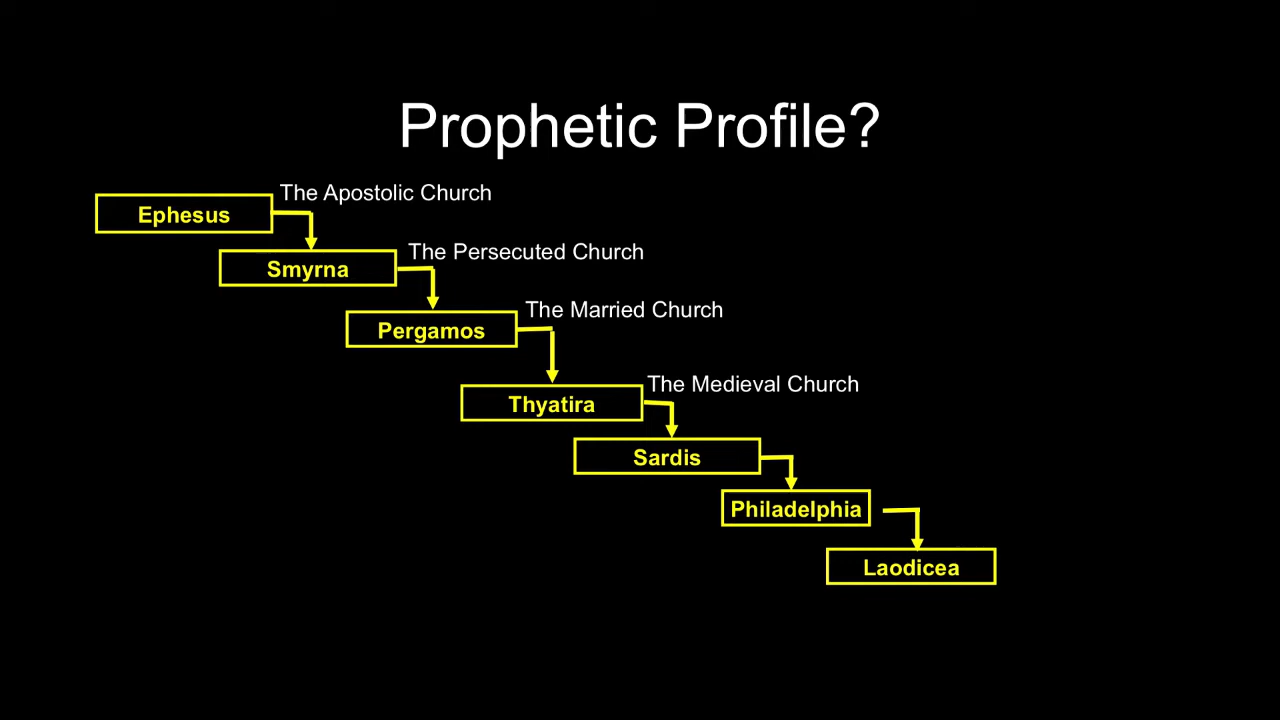 Prophetic Profile?
The Apostolic Church
Ephesus
The Persecuted Church
Smyrna
The Married Church
Pergamos
The Medieval Church
Thyatira
Sardis
Philadelphia
Laodicea